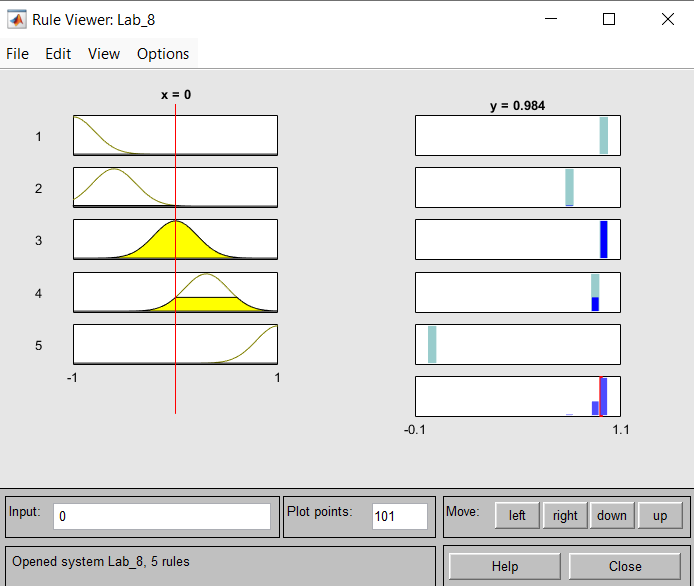 Rule Viewer: Lab_8
File Edit View Options
x = 0
y = 0.984
1
2
3
4
5
-1 1
-0.1 1.1
Input: 0 Plot points: 101 Move: left right down up
Opened system Lab_8, 5 rules Help Close